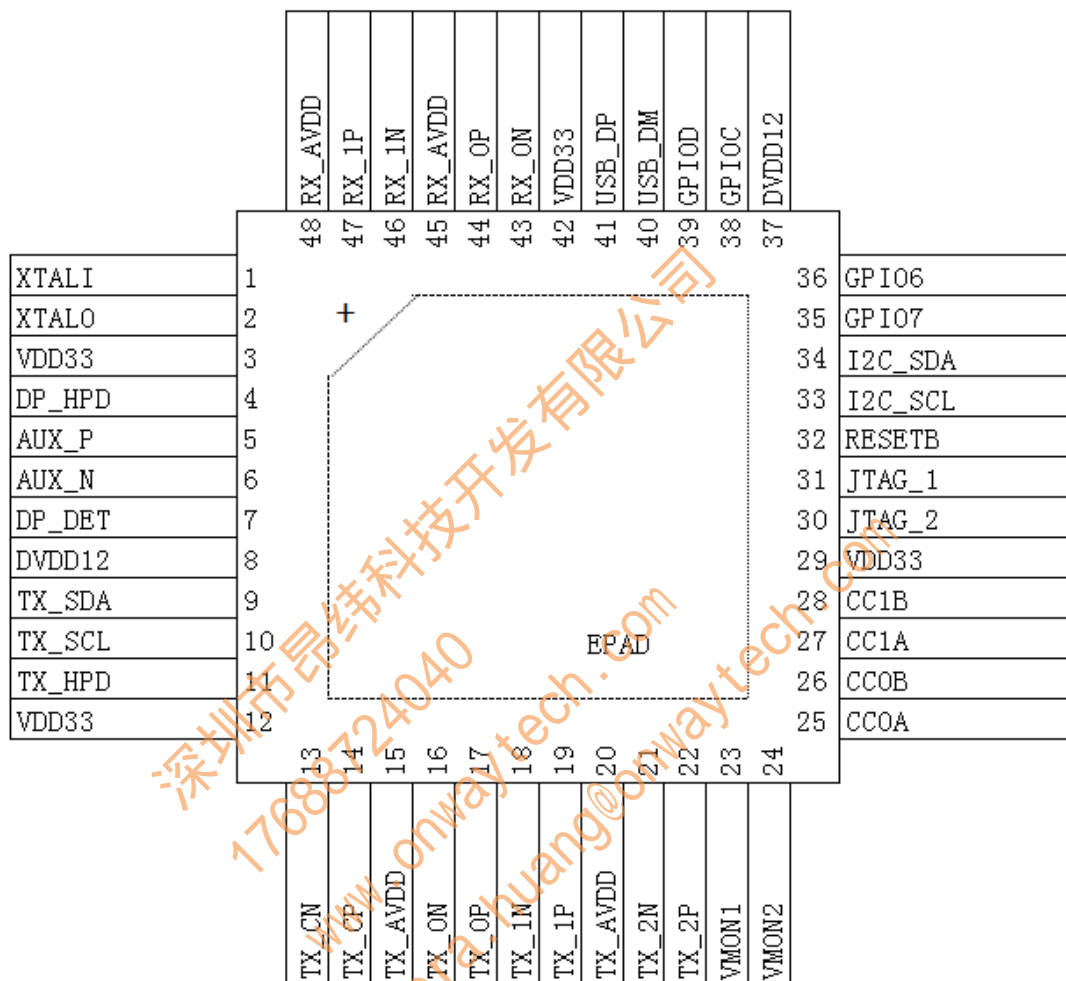 RX_AVDD
RX_1P
RX_1N
RX_AVDD
RX_0P
RX_0N
VDD33
USB_DP
USB_DM
GPIOD
GPIOC
DVDD12
48 47 46 45 44 43 42 41 40 39 38 37
XTALI 1
XTALO 2
VDD33 3
DP_HPD 4
AUX_P 5
AUX_N 6
DP_DET 7
DVDD12 8
TX_SDA 9
TX_SCL 10
TX_HPD 11
VDD33 12
+
EPAD
36 GPIO6
35 GPIO7
34 I2C_SDA
33 I2C_SCL
32 RESETB
31 JTAG_1
30 JTAG_2
29 VDD33
28 CC1B
27 CC1A
26 CC0B
25 CC0A
13 14 15 16 17 18 19 20 21 22 23 24
TX_CN
TX_CP
TX_AVDD
TX_0N
TX_0P
TX_1N
TX_1P
TX_AVDD
TX_2N
TX_2P
VMON1
VMON2
深圳市昂纬科技开发有限公司
17688724040
www.onwaytech.com
ra.huang@onwaytech.com